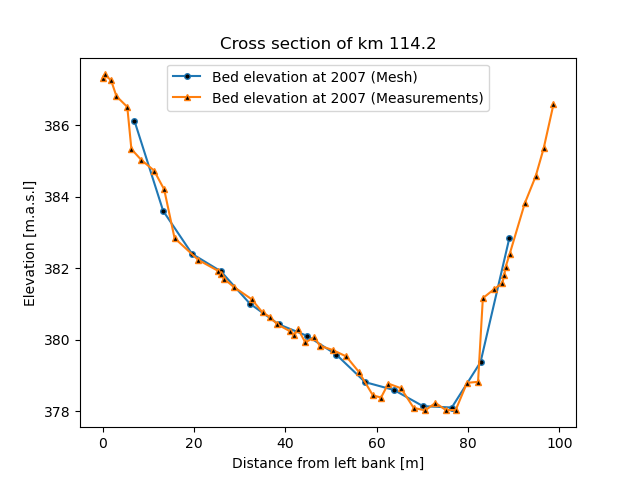 Cross section of km 114.2
Bed elevation at 2007 (Mesh)
Bed elevation at 2007 (Measurements)
Elevation [m.a.s.l]
386
384
382
380
378
0 20 40 60 80 100
Distance from left bank [m]